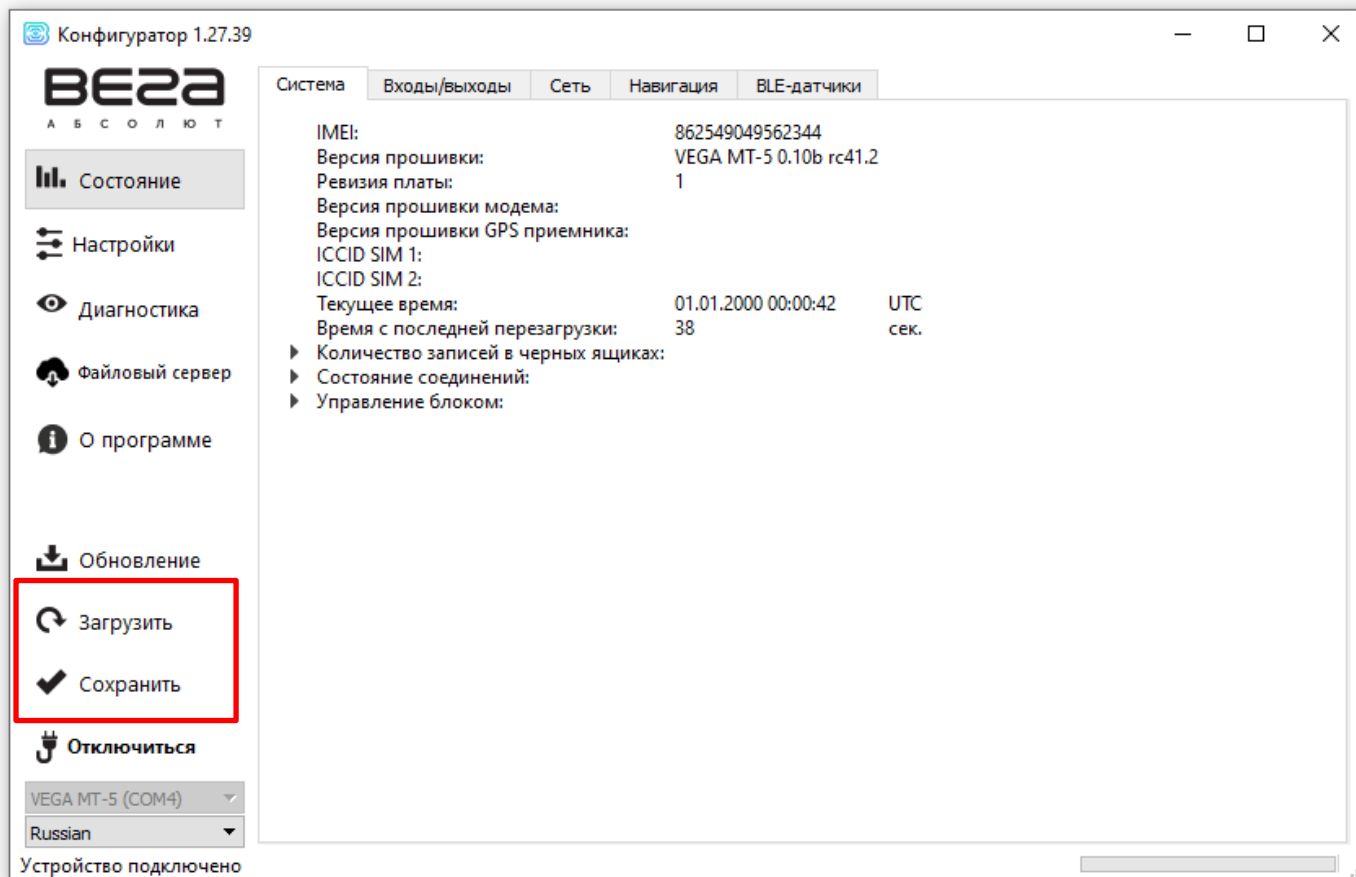 Конфигуратор 1.27.39
ВЕГА
АБСОЛЮТ
Состояние
Настройки
Диагностика
Файловый сервер
О программе
Обновление
Загрузить
Сохранить
Отключиться
VEGA MT-5 (COM4)
Russian
Устройство подключено
Система Входы/выходы Сеть Навигация BLE-датчики
IMEI: 862549049562344
Версия прошивки: VEGA MT-5 0.10b rc41.2
Ревизия платы: 1
Версия прошивки модема:
Версия прошивки GPS приемника:
ICCID SIM 1:
ICCID SIM 2:
Текущее время: 01.01.2000 00:00:42 UTC
Время с последней перезагрузки: 38 сек.
Количество записей в черных ящиках:
Состояние соединений:
Управление блоком: